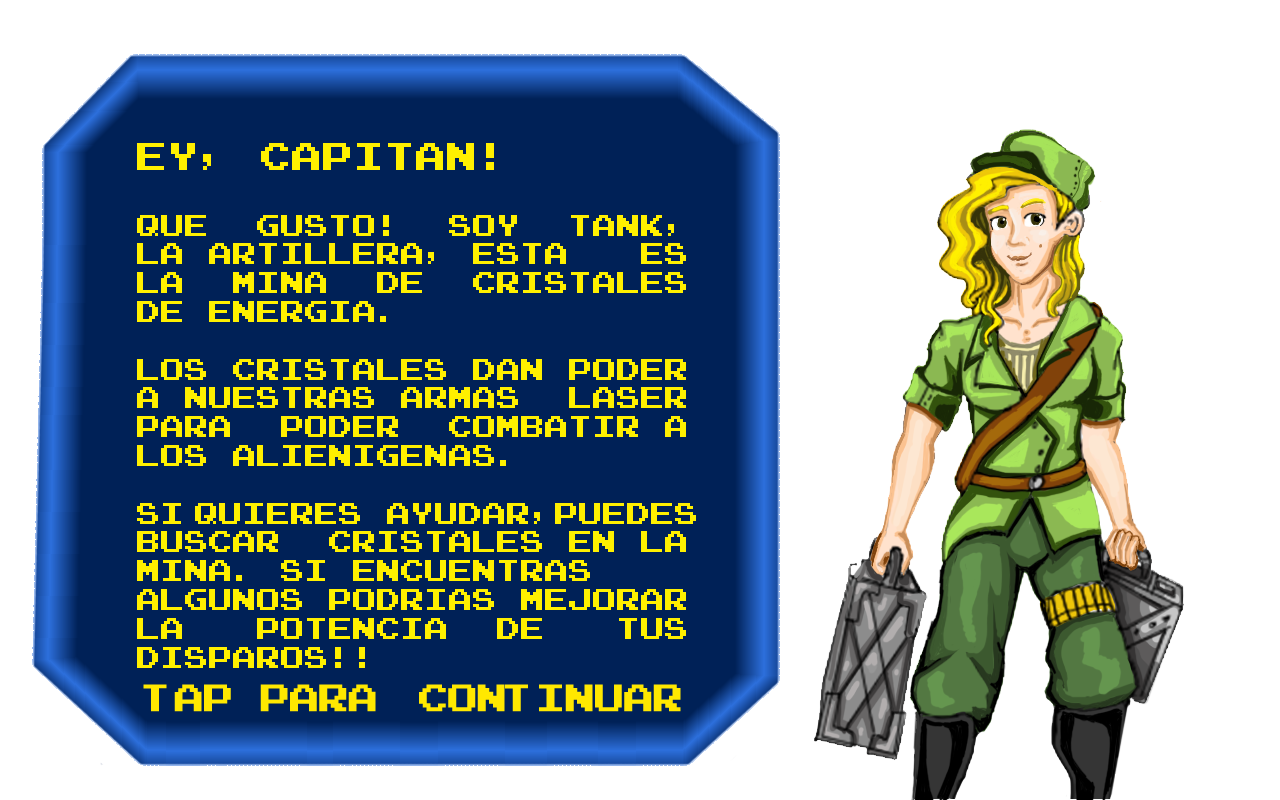 EY, CAPITAN!
QUE GUSTO! SOY TANK,
LA ARTILLERA, ESTA ES
LA MINA DE CRISTALES
DE ENERGIA.
LOS CRISTALES DAN PODER
A NUESTRAS ARMAS LASER
PARA PODER COMBATIR A
LOS ALIENIGENAS.
SI QUIERES AYUDAR, PUEDES
BUSCAR CRISTALES EN LA
MINA. SI ENCUENTRAS
ALGUNOS PODRIAS MEJORAR
LA POTENCIA DE TUS
DISPAROS!!
TAP PARA CONTINUAR